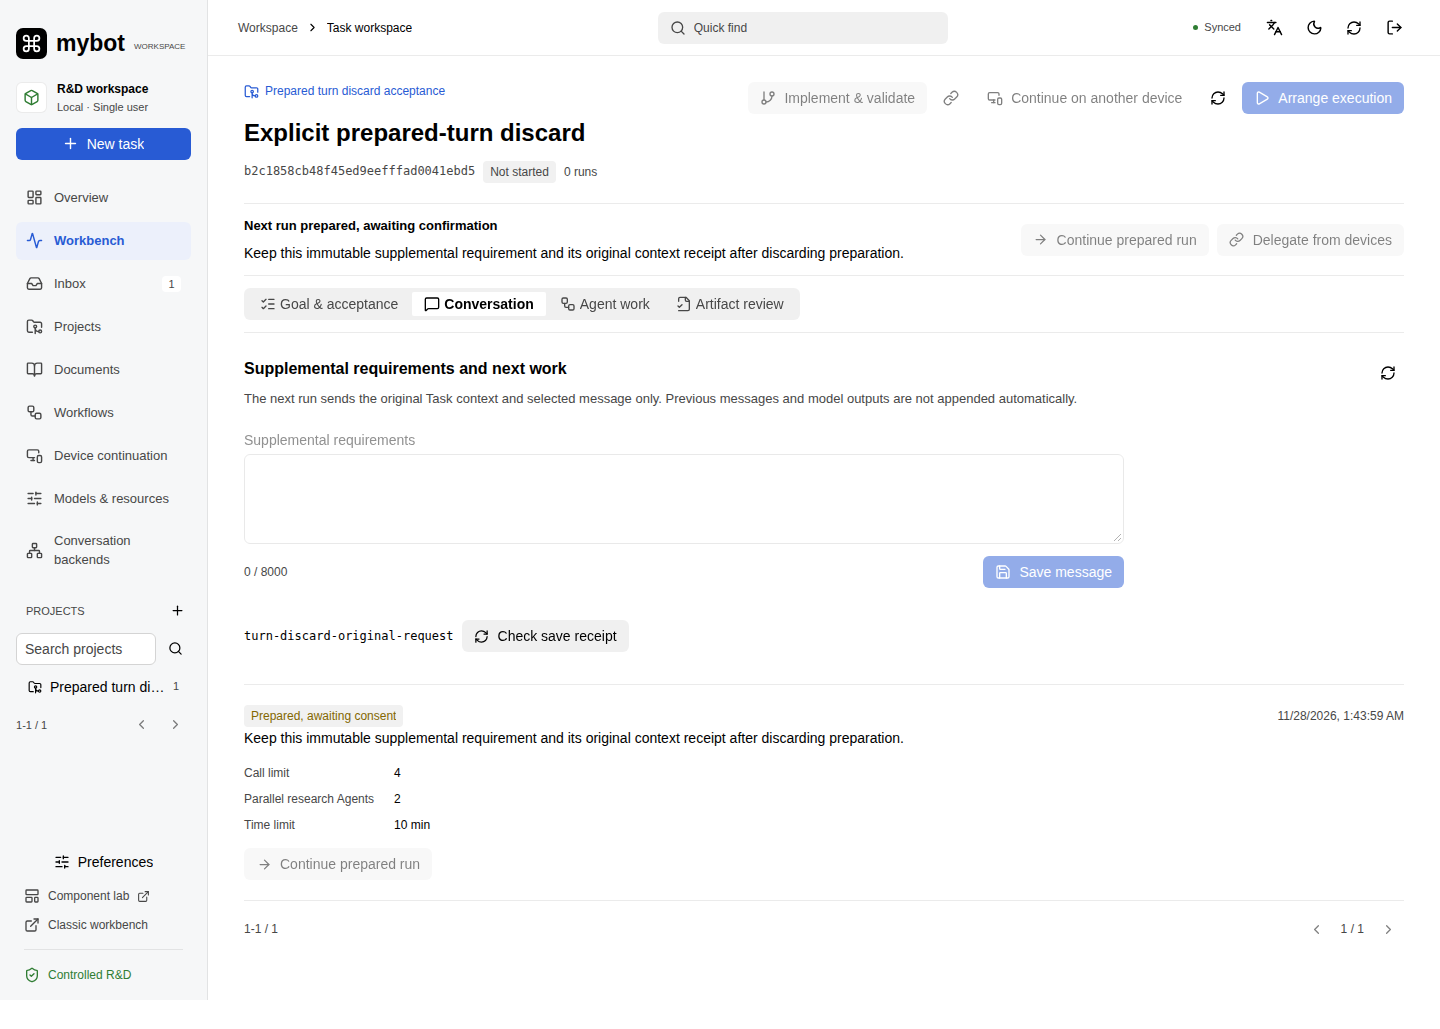 mybot WORKSPACE
R&D workspace
Local · Single user
New task
Overview
Workbench
Inbox 1
Projects
Documents
Workflows
Device continuation
Models & resources
Conversation
backends
PROJECTS
Search projects
Prepared turn di... 1
1-1 / 1
Preferences
Component lab
Classic workbench
Controlled R&D
Workspace Task workspace
Quick find
Synced
Prepared turn discard acceptance
Implement & validate
Continue on another device
Arrange execution
Explicit prepared-turn discard
b2c1858cb48f45ed9eefffad0041ebd5 Not started 0 runs
Next run prepared, awaiting confirmation
Keep this immutable supplemental requirement and its original context receipt after discarding preparation.
Continue prepared run
Delegate from devices
Goal & acceptance Conversation Agent work Artifact review
Supplemental requirements and next work
The next run sends the original Task context and selected message only. Previous messages and model outputs are not appended automatically.
Supplemental requirements
0 / 8000
Save message
turn-discard-original-request Check save receipt
Prepared, awaiting consent 11/28/2026, 1:43:59 AM
Keep this immutable supplemental requirement and its original context receipt after discarding preparation.
Call limit 4
Parallel research Agents 2
Time limit 10 min
Continue prepared run
1-1 / 1 1 / 1